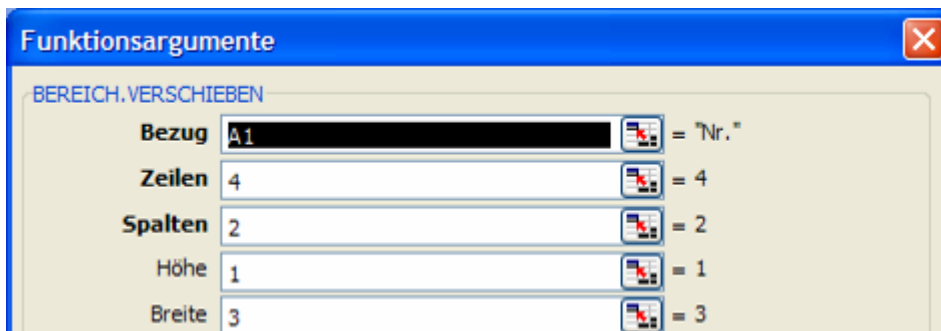 Funktionsargumente
BEREICH.VERSCHIEBEN
Bezug A1 = "Nr."
Zeilen 4 = 4
Spalten 2 = 2
Höhe 1 = 1
Breite 3 = 3